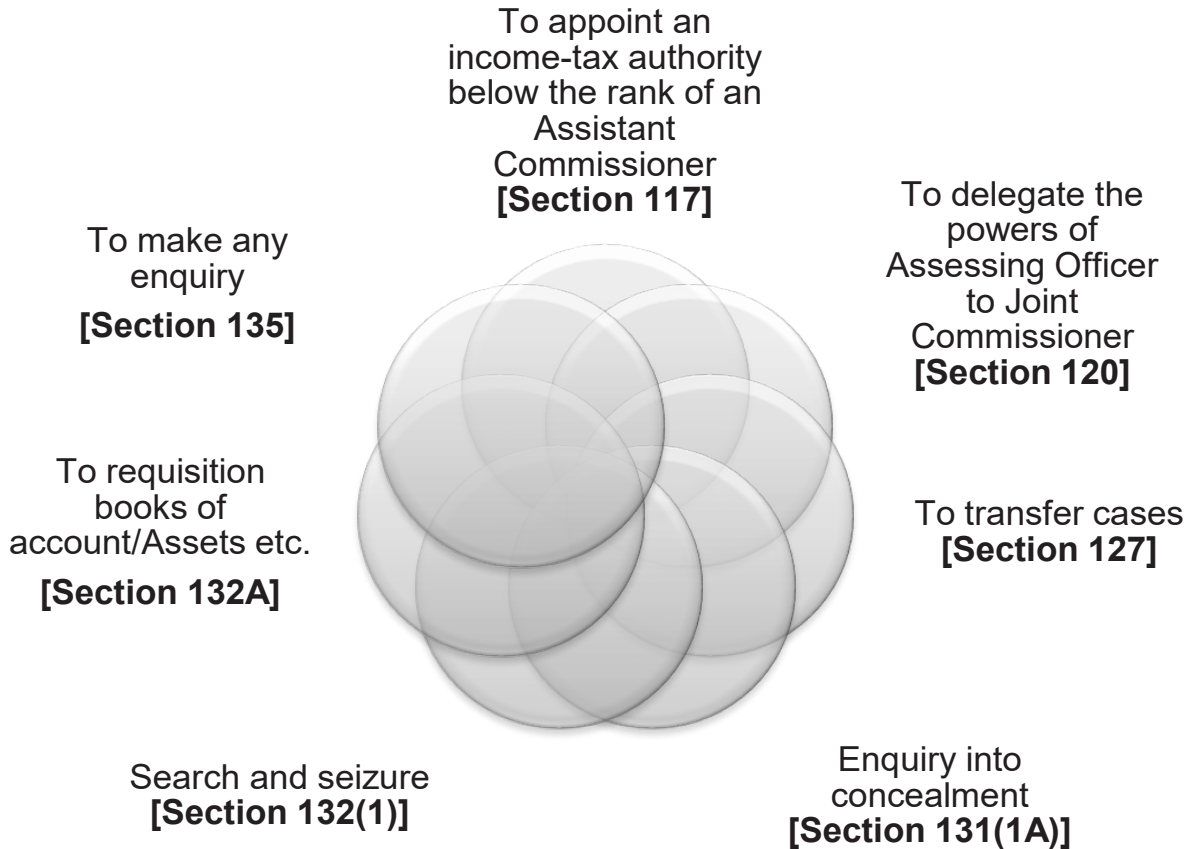 To appoint an
income-tax authority
below the rank of an
Assistant
Commissioner
[Section 117]
To delegate the
powers of
Assessing Officer
to Joint
Commissioner
[Section 120]
To transfer cases
[Section 127]
Enquiry into
concealment
[Section 131(1A)]
Search and seizure
[Section 132(1)]
To requisition
books of
account/Assets etc.
[Section 132A]
To make any
enquiry
[Section 135]